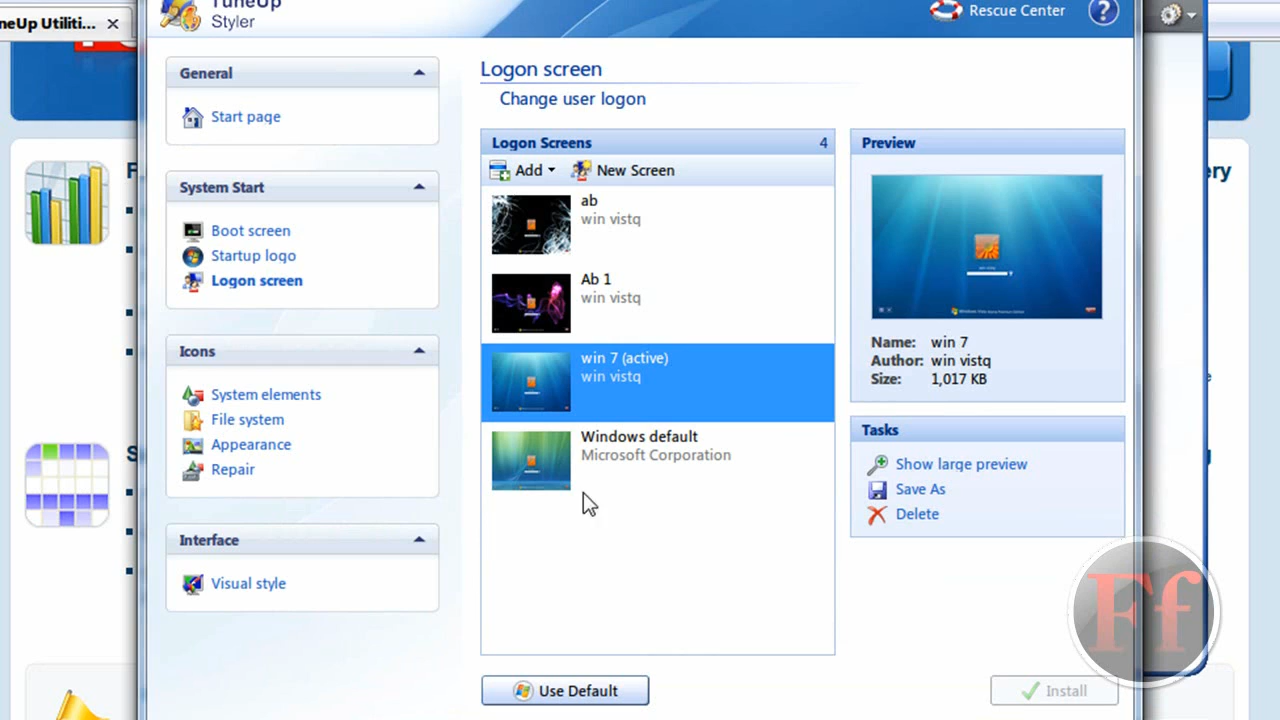 neUp Utiliti...
TuneUp
Styler
Rescue Center
?
General
Start page
System Start
Boot screen
Startup logo
Logon screen
Icons
System elements
File system
Appearance
Repair
Interface
Visual style
Logon screen
Change user logon
Logon Screens 4
Add
New Screen
ab
win vistq
Ab 1
win vistq
win 7 (active)
win vistq
Windows default
Microsoft Corporation
Use Default
Preview
Name: win 7
Author: win vistq
Size: 1,017 KB
Tasks
Show large preview
Save As
Delete
Install
ery
Ff